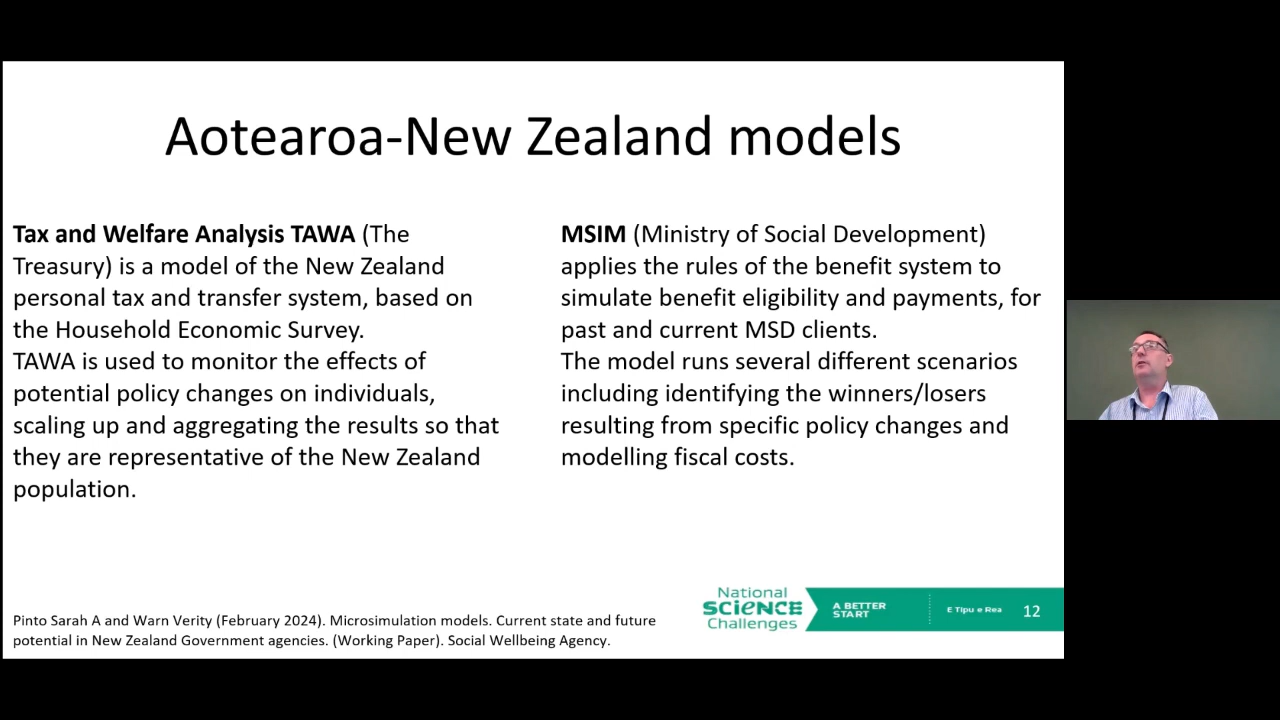 Aotearoa-New Zealand models
Tax and Welfare Analysis TAWA (The
Treasury) is a model of the New Zealand
personal tax and transfer system, based on
the Household Economic Survey.
TAWA is used to monitor the effects of
potential policy changes on individuals,
scaling up and aggregating the results so that
they are representative of the New Zealand
population.
MSIM (Ministry of Social Development)
applies the rules of the benefit system to
simulate benefit eligibility and payments, for
past and current MSD clients.
The model runs several different scenarios
including identifying the winners/losers
resulting from specific policy changes and
modelling fiscal costs.
Pinto Sarah A and Warn Verity (February 2024). Microsimulation models. Current state and future
potential in New Zealand Government agencies. (Working Paper). Social Wellbeing Agency.
National
SCIENCE
Challenges
A BETTER
START
E Tipu e Rea
12